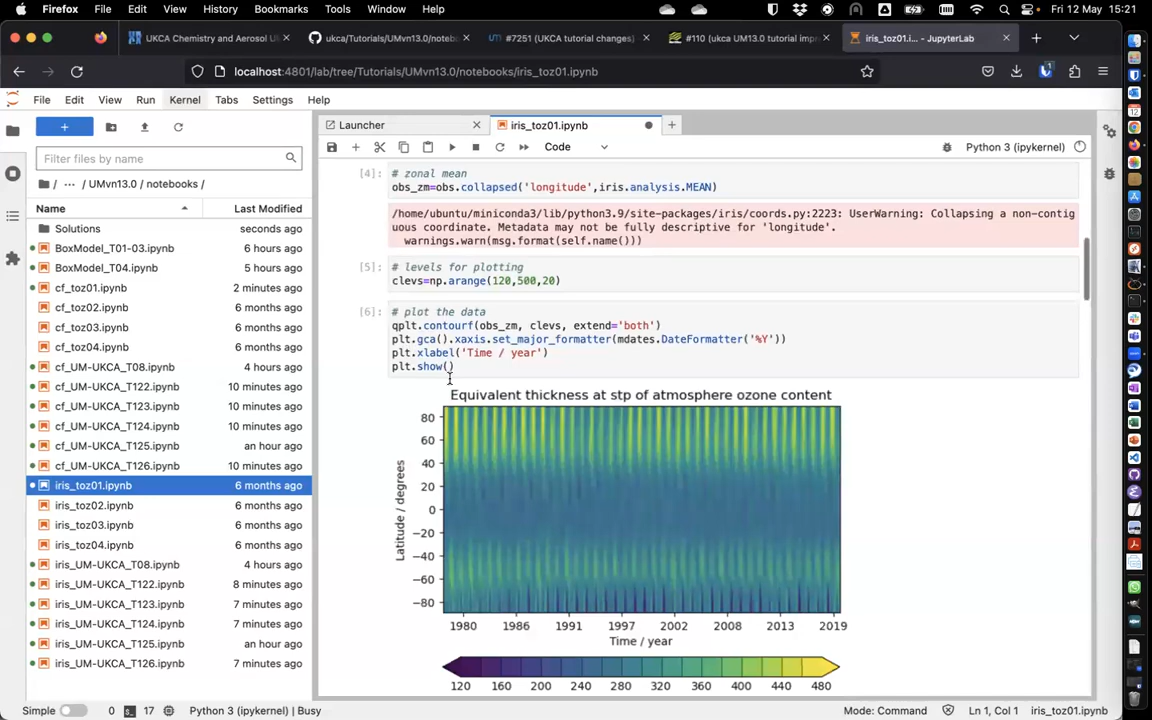 Firefox File Edit View History Bookmarks Tools Window Help Fri 12 May 15:21
UKCA Chemistry and Aerosol U ukca/Tutorials/UMvn13.0/noteb #7251 (UKCA tutorial changes) #110 (ukca UM13.0 tutorial impr iris_toz01.i... - JupyterLab
localhost:4801/lab/tree/Tutorials/UMvn13.0/notebooks/iris_toz01.ipynb
File Edit View Run Kernel Tabs Settings Help
Launcher iris_toz01.ipynb
Code Python 3 (ipykernel)
Filter files by name
/ ··· / UMvn13.0 / notebooks /
Name Last Modified
Solutions seconds ago
BoxModel_T01-03.ipynb 6 hours ago
BoxModel_T04.ipynb 5 hours ago
cf_toz01.ipynb 2 minutes ago
cf_toz02.ipynb 6 months ago
cf_toz03.ipynb 6 months ago
cf_toz04.ipynb 6 months ago
cf_UM-UKCA_T08.ipynb 4 hours ago
cf_UM-UKCA_T122.ipynb 10 minutes ago
cf_UM-UKCA_T123.ipynb 10 minutes ago
cf_UM-UKCA_T124.ipynb 10 minutes ago
cf_UM-UKCA_T125.ipynb an hour ago
cf_UM-UKCA_T126.ipynb 10 minutes ago
iris_toz01.ipynb 6 months ago
iris_toz02.ipynb 6 months ago
iris_toz03.ipynb 6 months ago
iris_toz04.ipynb 6 months ago
iris_UM-UKCA_T08.ipynb 4 hours ago
iris_UM-UKCA_T122.ipynb 8 minutes ago
iris_UM-UKCA_T123.ipynb 7 minutes ago
iris_UM-UKCA_T124.ipynb 7 minutes ago
iris_UM-UKCA_T125.ipynb an hour ago
iris_UM-UKCA_T126.ipynb 7 minutes ago
[4]: # zonal mean
obs_zm=obs.collapsed('longitude',iris.analysis.MEAN)
/home/ubuntu/miniconda3/lib/python3.9/site-packages/iris/coords.py:2223: UserWarning: Collapsing a non-contig
uous coordinate. Metadata may not be fully descriptive for 'longitude'.
warnings.warn(msg.format(self.name()))
[5]: # levels for plotting
clevs=np.arange(120,500,20)
[6]: # plot the data
qplt.contourf(obs_zm, clevs, extend='both')
plt.gca().xaxis.set_major_formatter(mdates.DateFormatter('%Y'))
plt.xlabel('Time / year')
plt.show()
Equivalent thickness at stp of atmosphere ozone content
Latitude / degrees
80
60
40
20
0
−20
−40
−60
−80
1980 1986 1991 1997 2002 2008 2013 2019
Time / year
120 160 200 240 280 320 360 400 440 480
Simple 0 17 Python 3 (ipykernel) | Busy Mode: Command Ln 1, Col 1 iris_toz01.ipynb